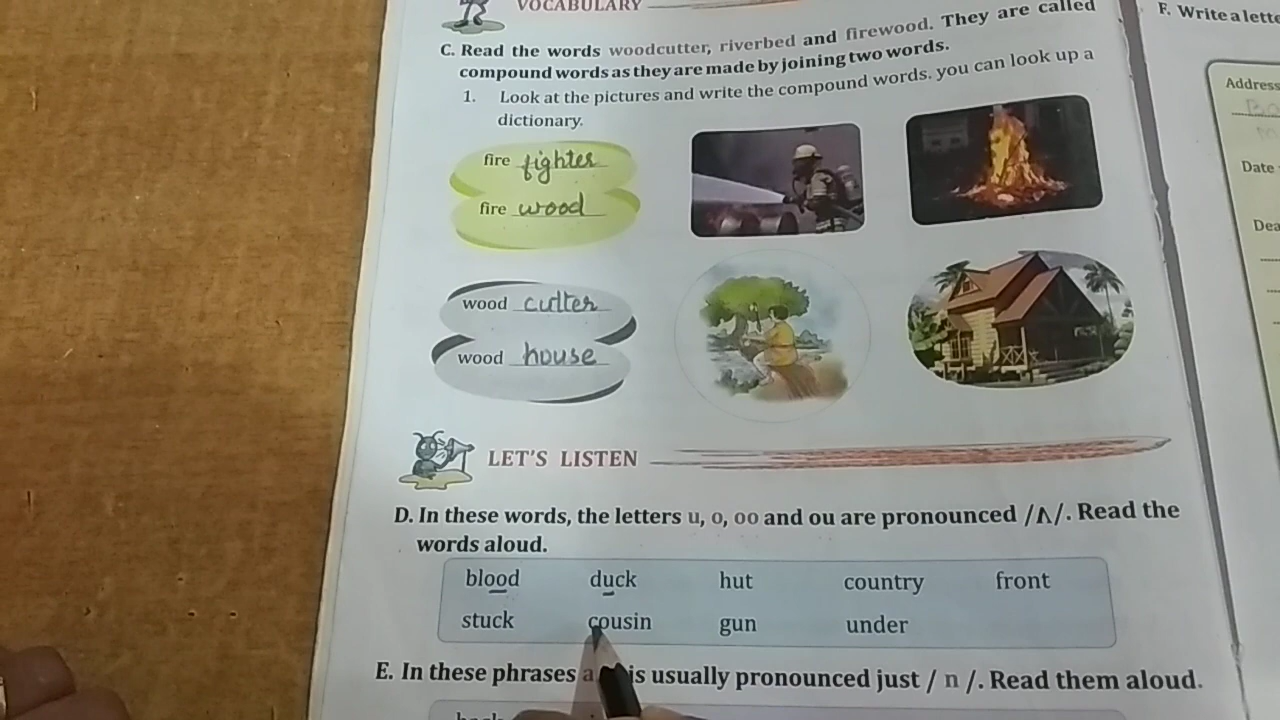 VOCABULARY
C. Read the words woodcutter, riverbed and firewood. They are called
compound words as they are made by joining two words.
1. Look at the pictures and write the compound words. you can look up a
dictionary.
fire fighter
fire wood
wood cutter
wood house
LET'S LISTEN
D. In these words, the letters u, o, oo and ou are pronounced /Λ/. Read the
words aloud.
blood duck hut country front
stuck cousin gun under
E. In these phrases is usually pronounced just / n /. Read them aloud.
F. Write a lette
Address
Date
Dea